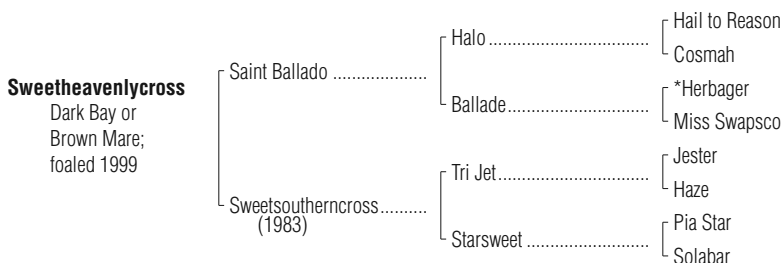 Hail to Reason
Halo
Cosmah
Saint Ballado
*Herbager
Ballade
Miss Swapsco
Sweetheavenlycross
Dark Bay or
Brown Mare;
foaled 1999
Jester
Tri Jet
Haze
Sweetsoutherncross
(1983)
Pia Star
Starsweet
Solabar